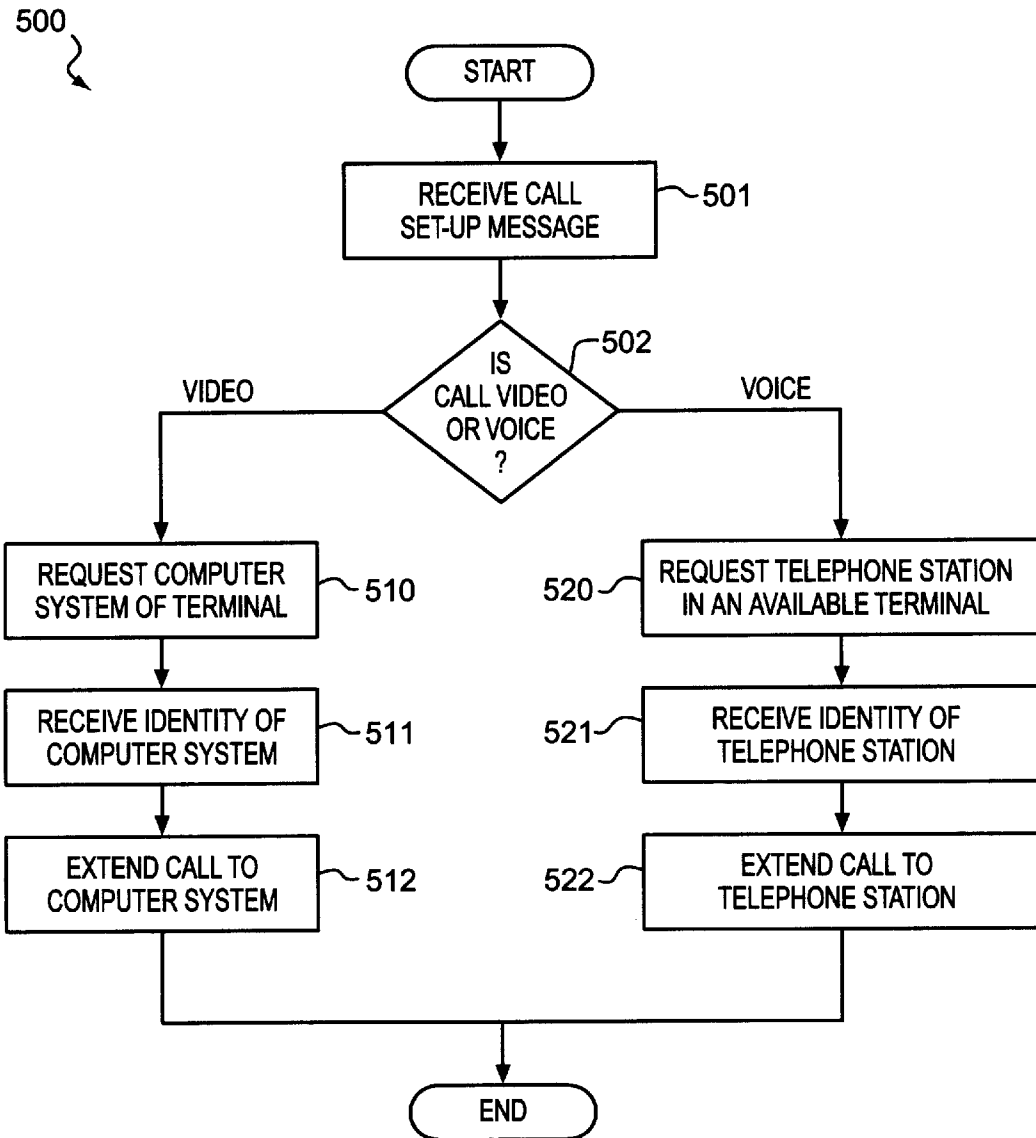 500
START
RECEIVE CALL
SET-UP MESSAGE
501
IS
CALL VIDEO
OR VOICE
?
502
VIDEO
VOICE
REQUEST COMPUTER
SYSTEM OF TERMINAL
510
520
REQUEST TELEPHONE STATION
IN AN AVAILABLE TERMINAL
RECEIVE IDENTITY OF
COMPUTER SYSTEM
511
521
RECEIVE IDENTITY OF
TELEPHONE STATION
EXTEND CALL TO
COMPUTER SYSTEM
512
522
EXTEND CALL TO
TELEPHONE STATION
END